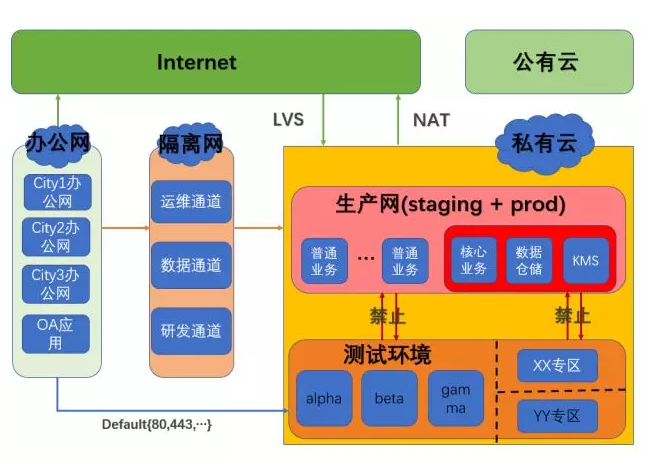 Internet
公有云
LVS
NAT
办公网
隔离网
私有云
City1办
公网
City2办
公网
City3办
公网
OA应
用
运维通道
数据通道
研发通道
生产网(staging + prod)
普通
业务
...
普通
业务
核心
业务
数据
仓储
KMS
禁止
禁止
测试环境
alpha
beta
gam
ma
XX专区
YY专区
Default{80,443,...}